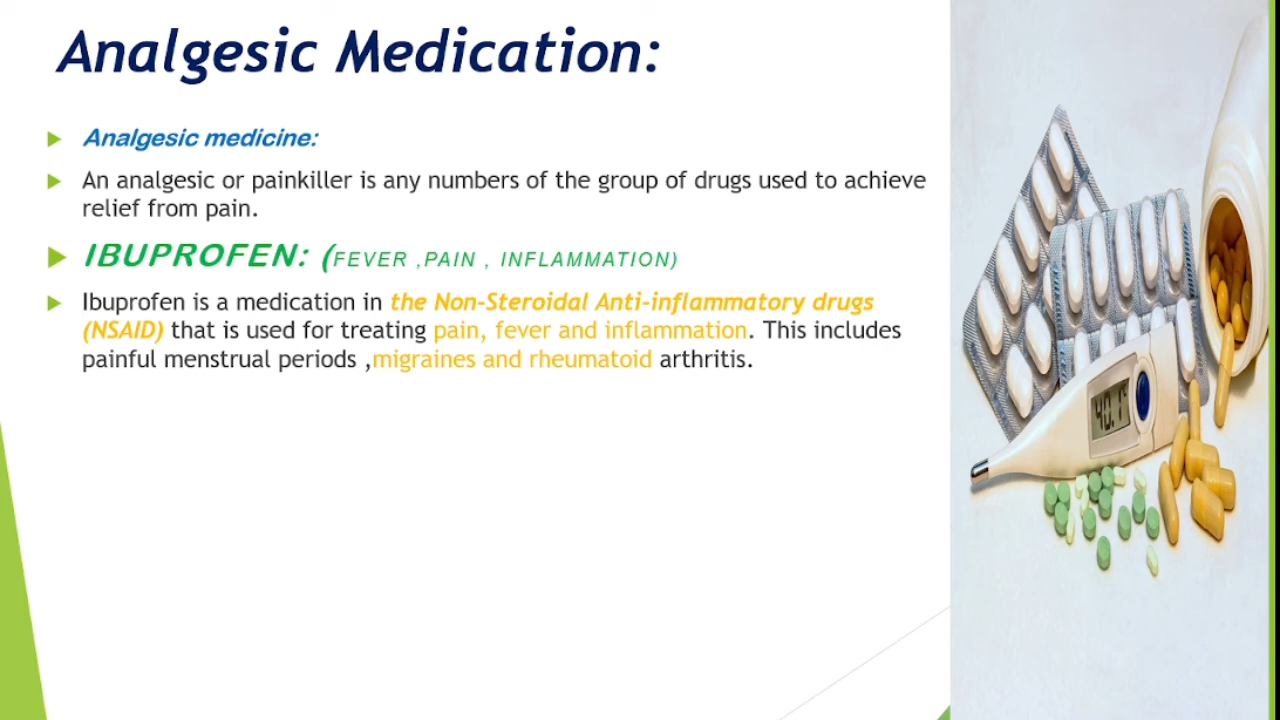 Analgesic Medication:
Analgesic medicine:
An analgesic or painkiller is any numbers of the group of drugs used to achieve
relief from pain.
IBUPROFEN: (FEVER ,PAIN , INFLAMMATION)
Ibuprofen is a medication in the Non-Steroidal Anti-inflammatory drugs
(NSAID) that is used for treating pain, fever and inflammation. This includes
painful menstrual periods ,migraines and rheumatoid arthritis.
40.1°